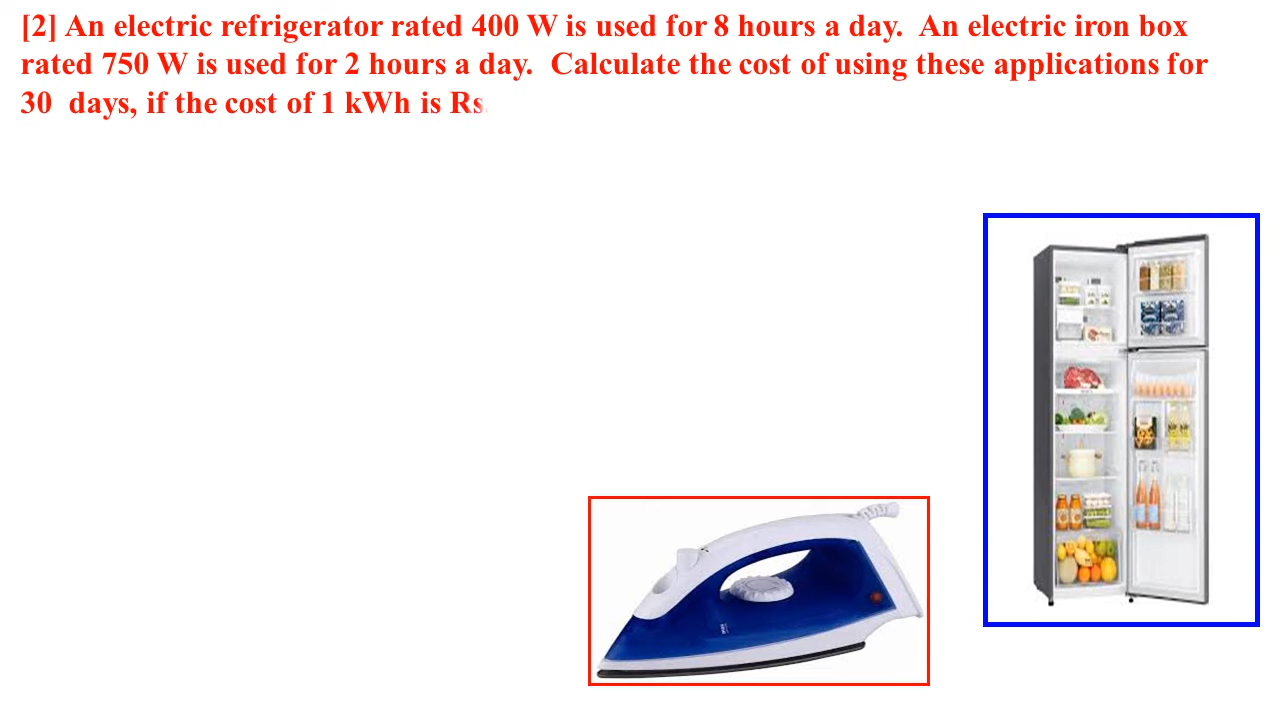 [2] An electric refrigerator rated 400 W is used for 8 hours a day.  An electric iron box
rated 750 W is used for 2 hours a day.  Calculate the cost of using these applications for
30  days, if the cost of 1 kWh is Rs